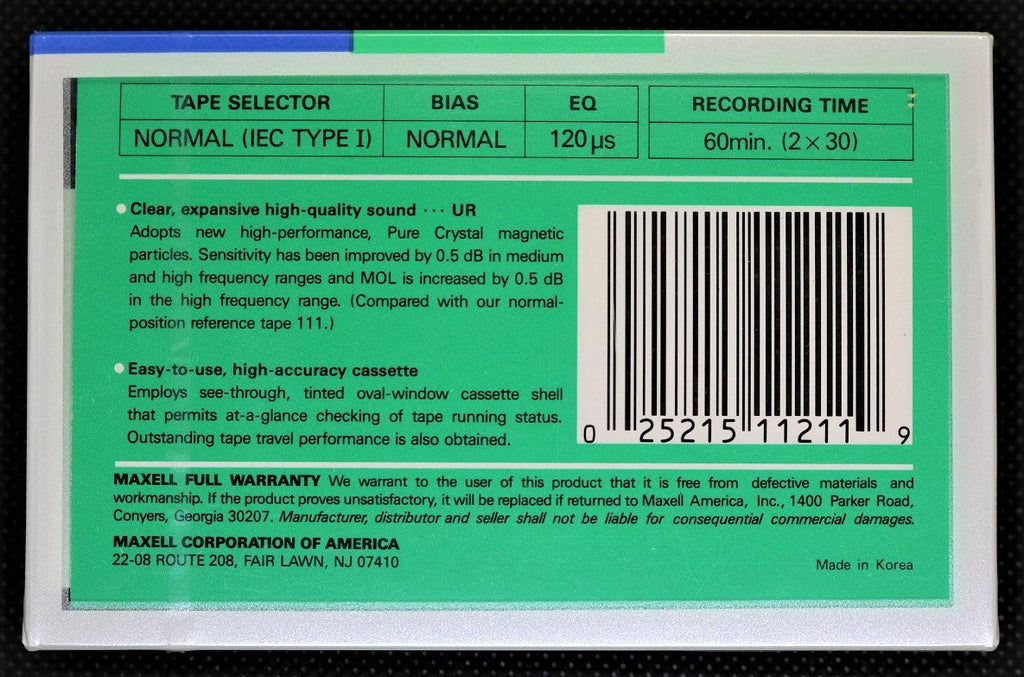 TAPE SELECTOR BIAS EQ RECORDING TIME
NORMAL (IEC TYPE I) NORMAL 120μs 60min. (2×30)
● Clear, expansive high-quality sound ··· UR
Adopts new high-performance, Pure Crystal magnetic
particles. Sensitivity has been improved by 0.5 dB in medium
and high frequency ranges and MOL is increased by 0.5 dB
in the high frequency range. (Compared with our normal-
position reference tape 111.)
● Easy-to-use, high-accuracy cassette
Employs see-through, tinted oval-window cassette shell
that permits at-a-glance checking of tape running status.
Outstanding tape travel performance is also obtained.
0 25215 11211 9
MAXELL FULL WARRANTY We warrant to the user of this product that it is free from defective materials and
workmanship. If the product proves unsatisfactory, it will be replaced if returned to Maxell America, Inc., 1400 Parker Road,
Conyers, Georgia 30207. Manufacturer, distributor and seller shall not be liable for consequential commercial damages.
MAXELL CORPORATION OF AMERICA
22-08 ROUTE 208, FAIR LAWN, NJ 07410
Made in Korea